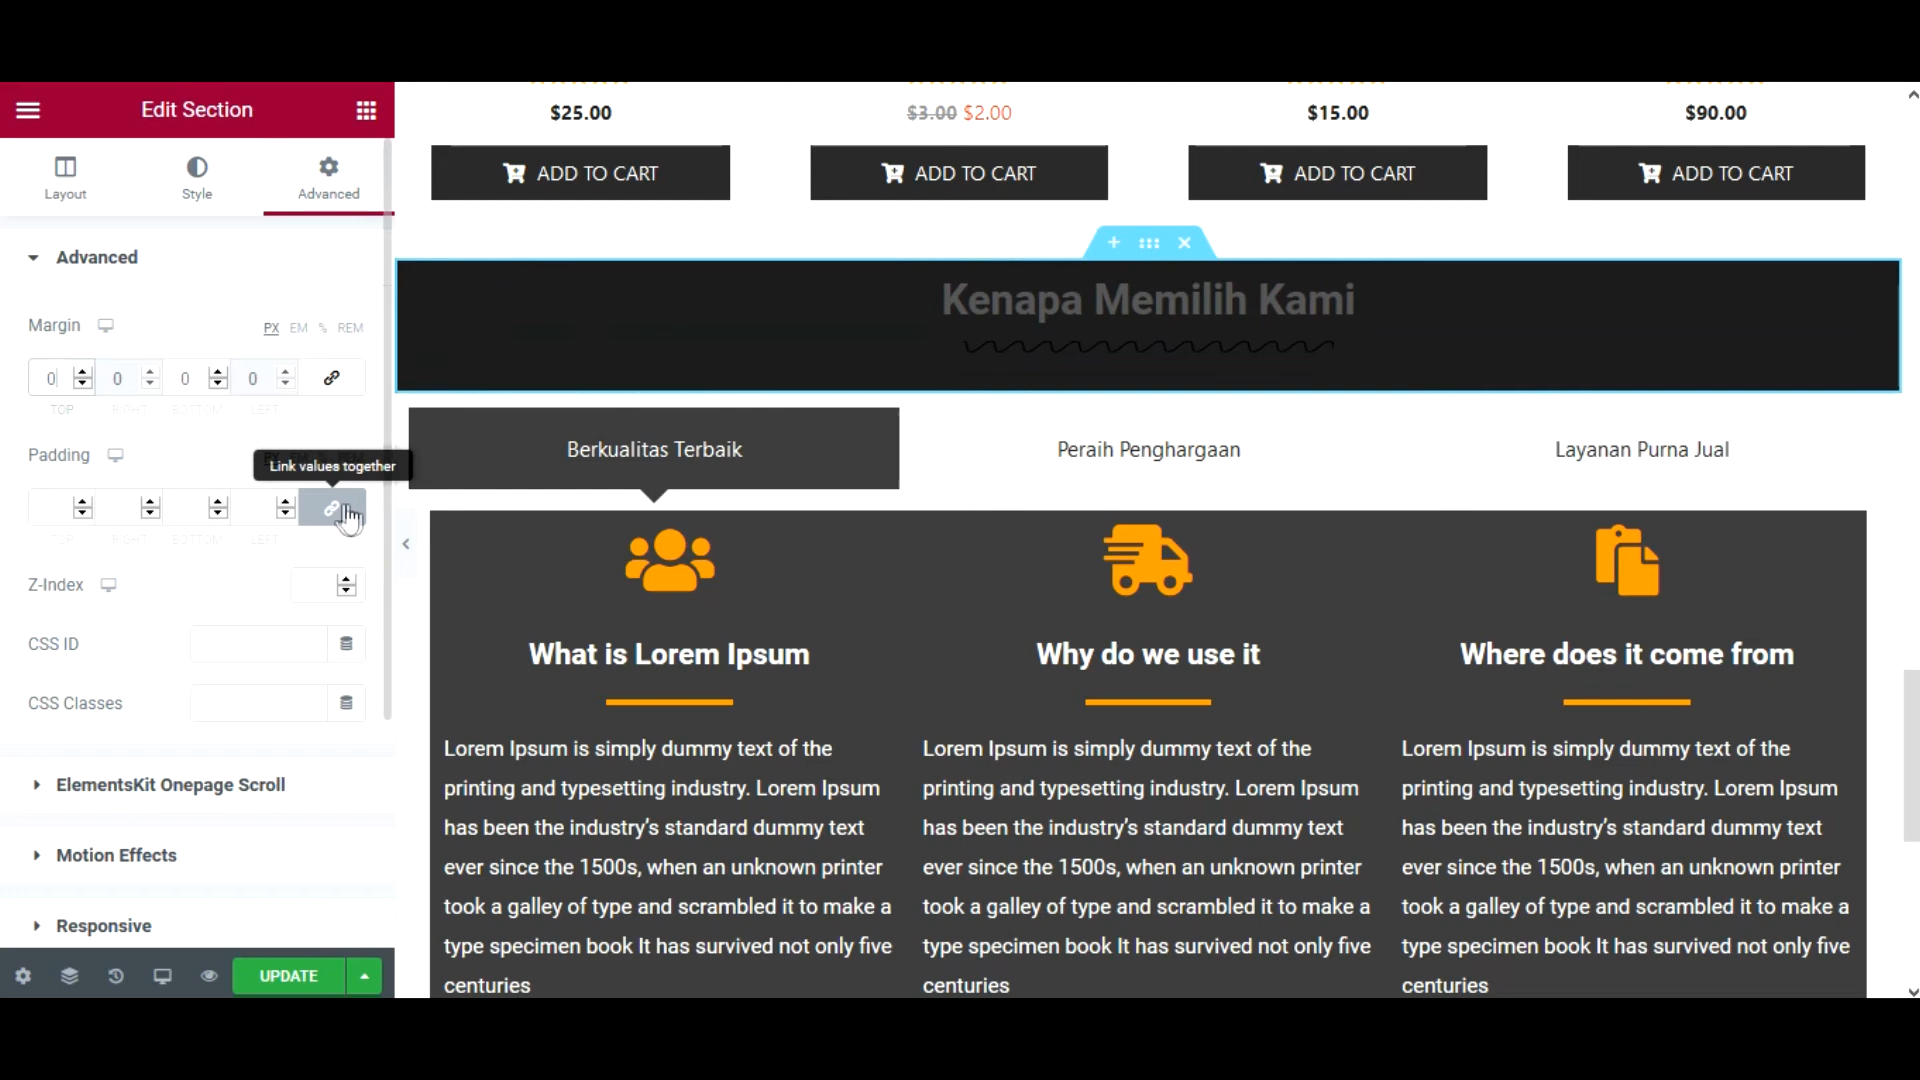 Edit Section
Layout
Style
Advanced
Advanced
Margin
PX EM % REM
0
0
0
0
TOP RIGHT BOTTOM LEFT
Padding
Link values together
TOP RIGHT BOTTOM LEFT
Z-Index
CSS ID
CSS Classes
ElementsKit Onepage Scroll
Motion Effects
Responsive
UPDATE
$25.00
$3.00 $2.00
$15.00
$90.00
ADD TO CART
ADD TO CART
ADD TO CART
ADD TO CART
Kenapa Memilih Kami
Berkualitas Terbaik
Peraih Penghargaan
Layanan Purna Jual
What is Lorem Ipsum
Lorem Ipsum is simply dummy text of the
printing and typesetting industry. Lorem Ipsum
has been the industry's standard dummy text
ever since the 1500s, when an unknown printer
took a galley of type and scrambled it to make a
type specimen book It has survived not only five
centuries
Why do we use it
Lorem Ipsum is simply dummy text of the
printing and typesetting industry. Lorem Ipsum
has been the industry's standard dummy text
ever since the 1500s, when an unknown printer
took a galley of type and scrambled it to make a
type specimen book It has survived not only five
centuries
Where does it come from
Lorem Ipsum is simply dummy text of the
printing and typesetting industry. Lorem Ipsum
has been the industry's standard dummy text
ever since the 1500s, when an unknown printer
took a galley of type and scrambled it to make a
type specimen book It has survived not only five
centuries